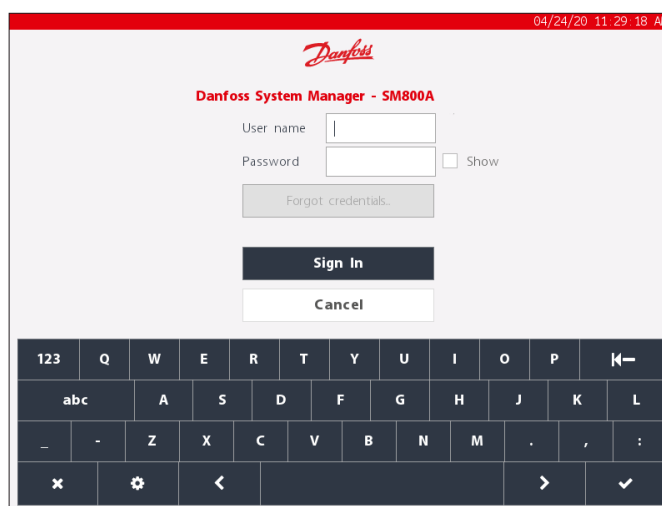 04/24/20 11:29:18 A
Danfoss
Danfoss System Manager - SM800A
User name
Password Show
Forgot credentials..
Sign In
Cancel
123 Q W E R T Y U I O P
abc A S D F G H J K L
_ - Z X C V B N M . , :